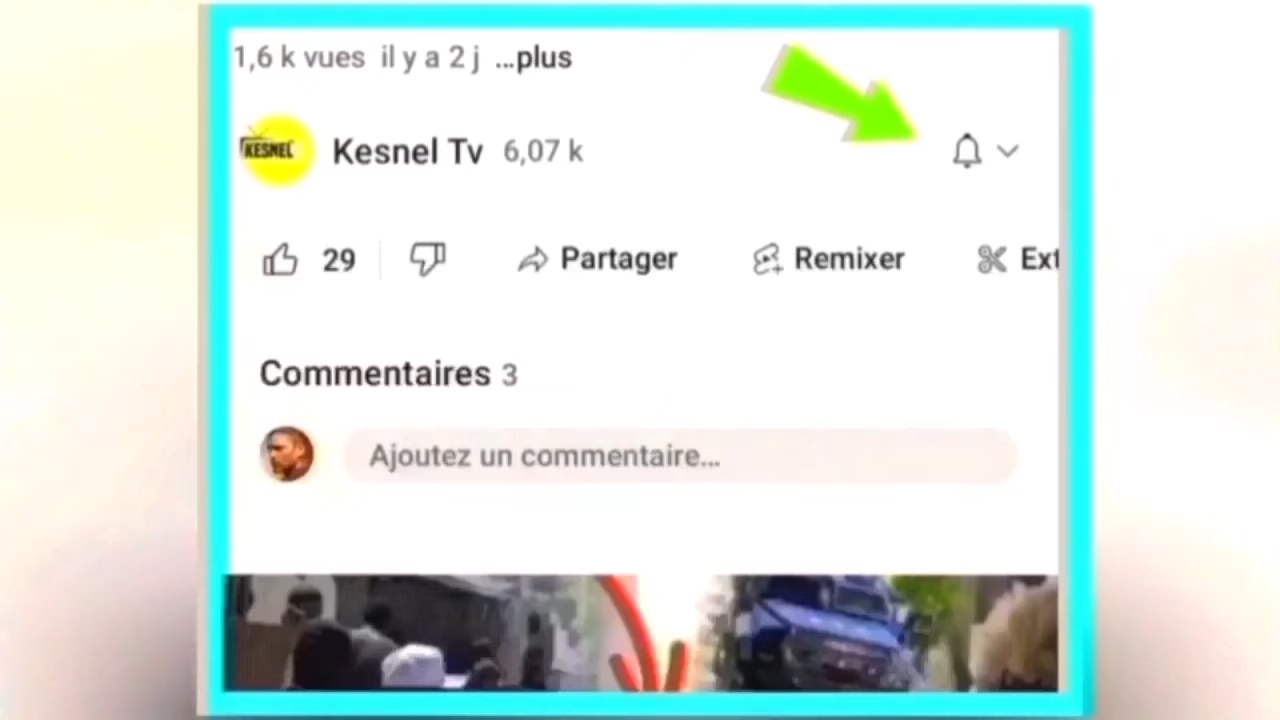 1,6 k vues il y a 2 j ...plus
KESNEL
Kesnel Tv 6,07 k
29 Partager Remixer Ext
Commentaires 3
Ajoutez un commentaire...